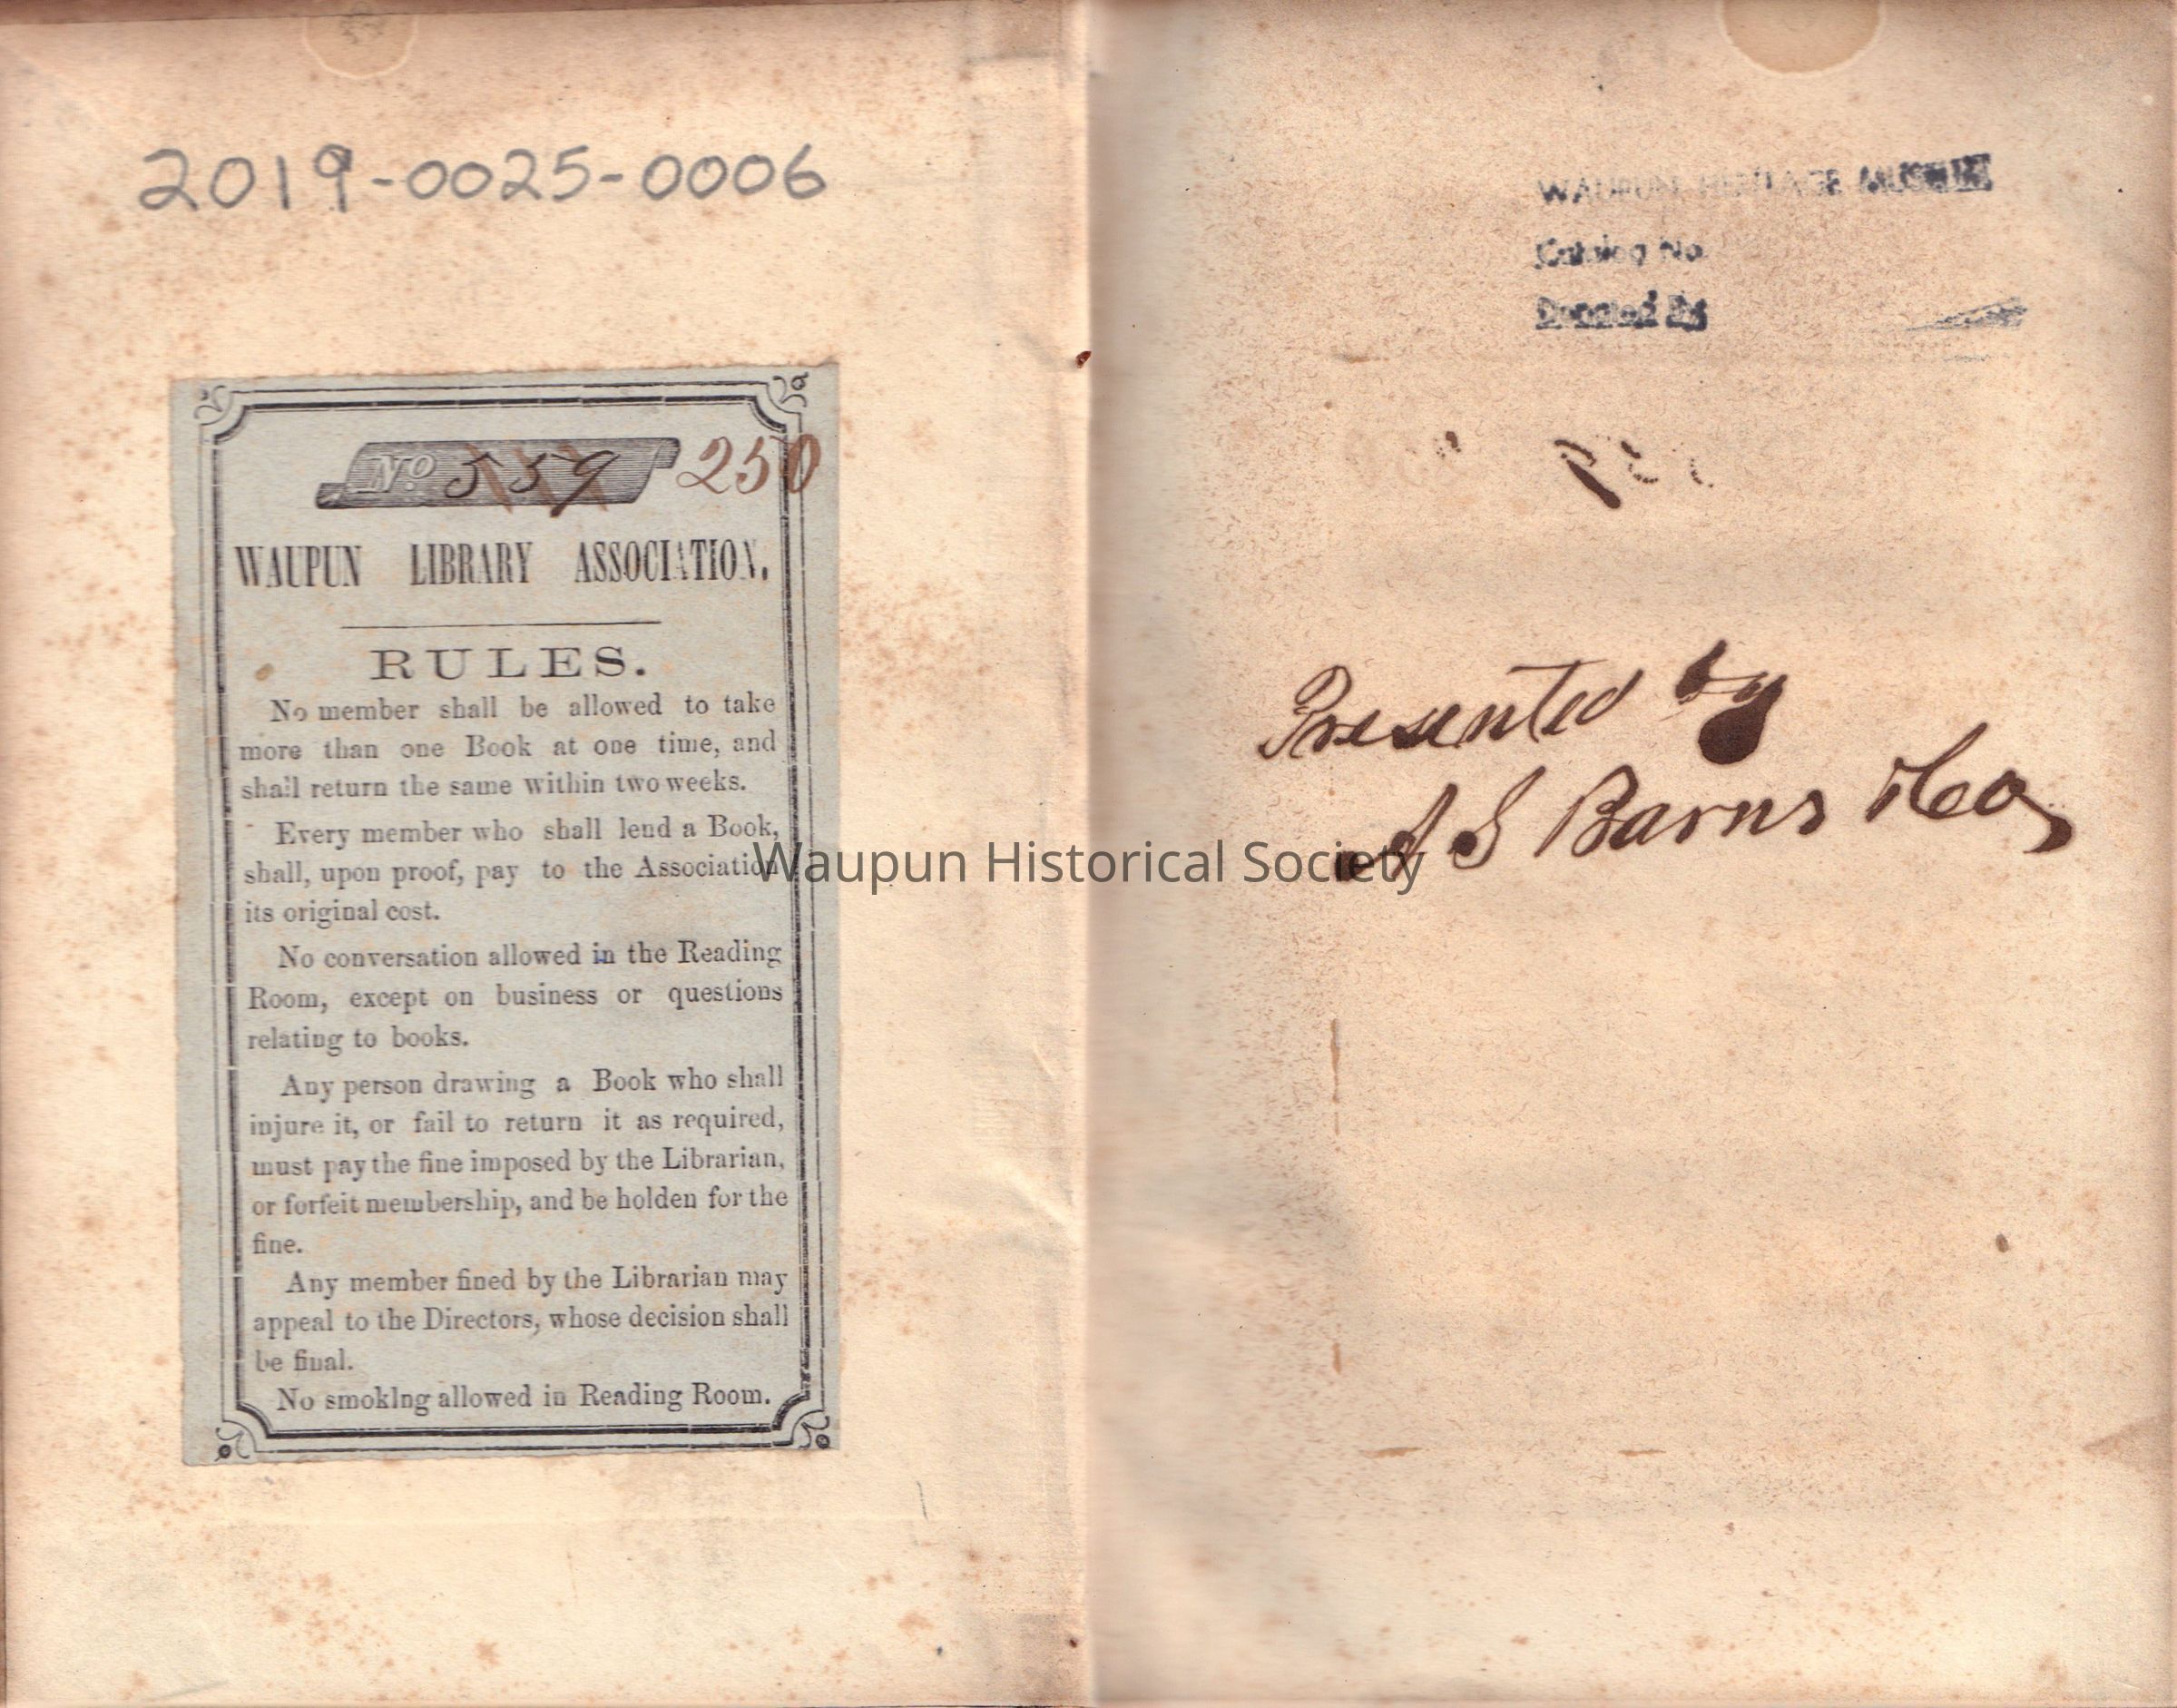 2019-0025-0006
No 559 250
WAUPUN LIBRARY ASSOCIATION.
RULES.
No member shall be allowed to take
more than one Book at one time, and
shall return the same within two weeks.
Every member who shall lend a Book,
shall, upon proof, pay to the Association
its original cost.
No conversation allowed in the Reading
Room, except on business or questions
relating to books.
Any person drawing a Book who shall
injure it, or fail to return it as required,
must pay the fine imposed by the Librarian,
or forfeit membership, and be holden for the
fine.
Any member fined by the Librarian may
appeal to the Directors, whose decision shall
be final.
No smoking allowed in Reading Room.
WAUPUN HERITAGE MUSEUM
Catalog No.
Donated By
Presented by
A S Barns & Co
Waupun Historical Society